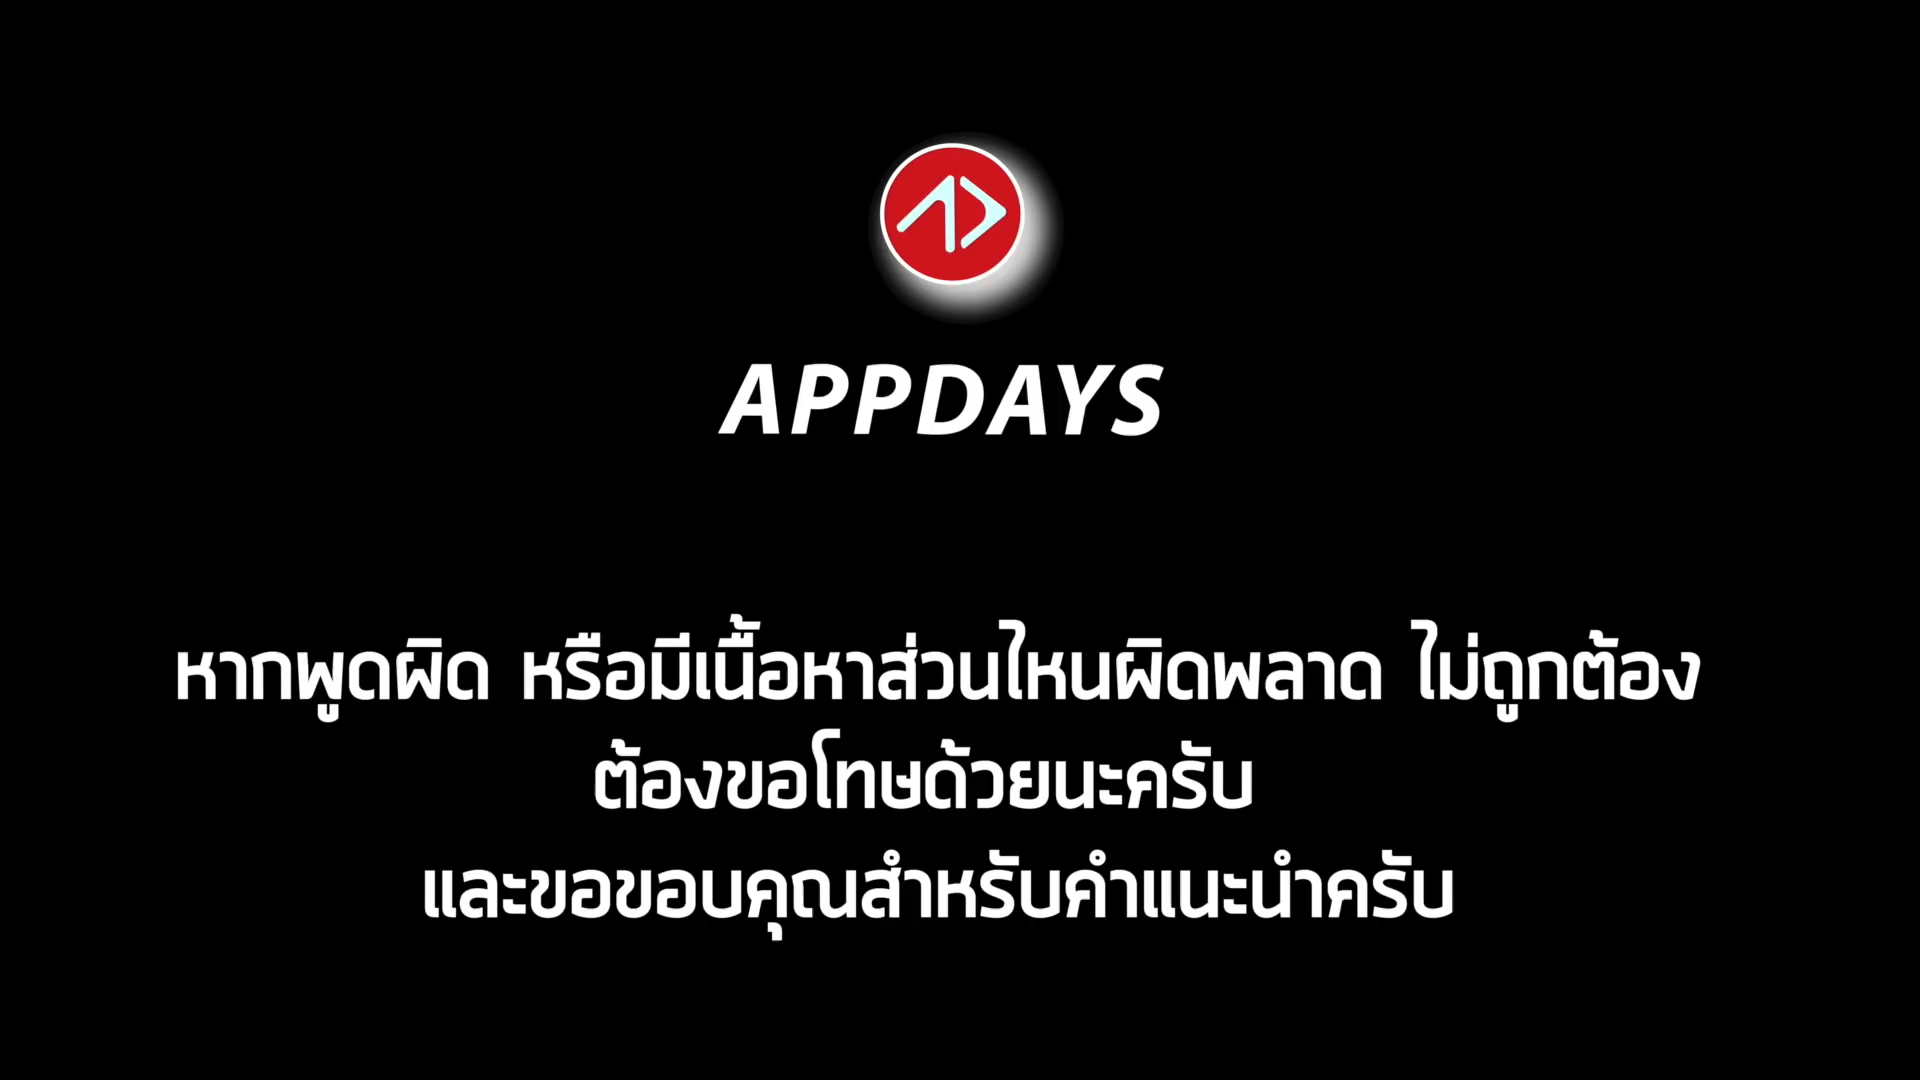 APPDAYS
หากพูดผิด หรือมีเนื้อหาส่วนไหนผิดพลาด ไม่ถูกต้อง
ต้องขอโทษด้วยนะครับ
และขอขอบคุณสำหรับคำแนะนำครับ